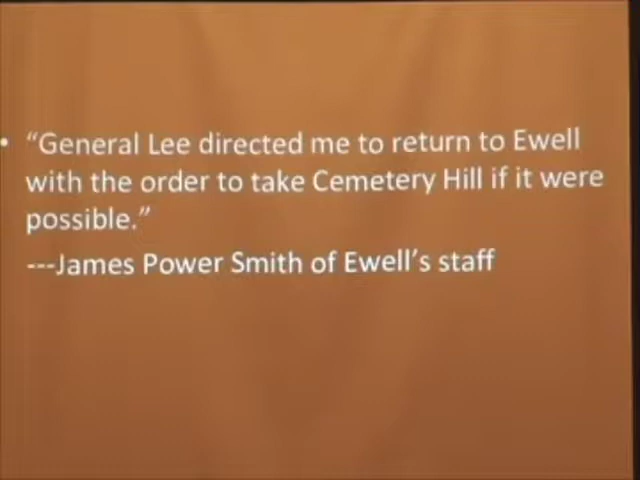 • “General Lee directed me to return to Ewell
with the order to take Cemetery Hill if it were
possible.”
---James Power Smith of Ewell’s staff